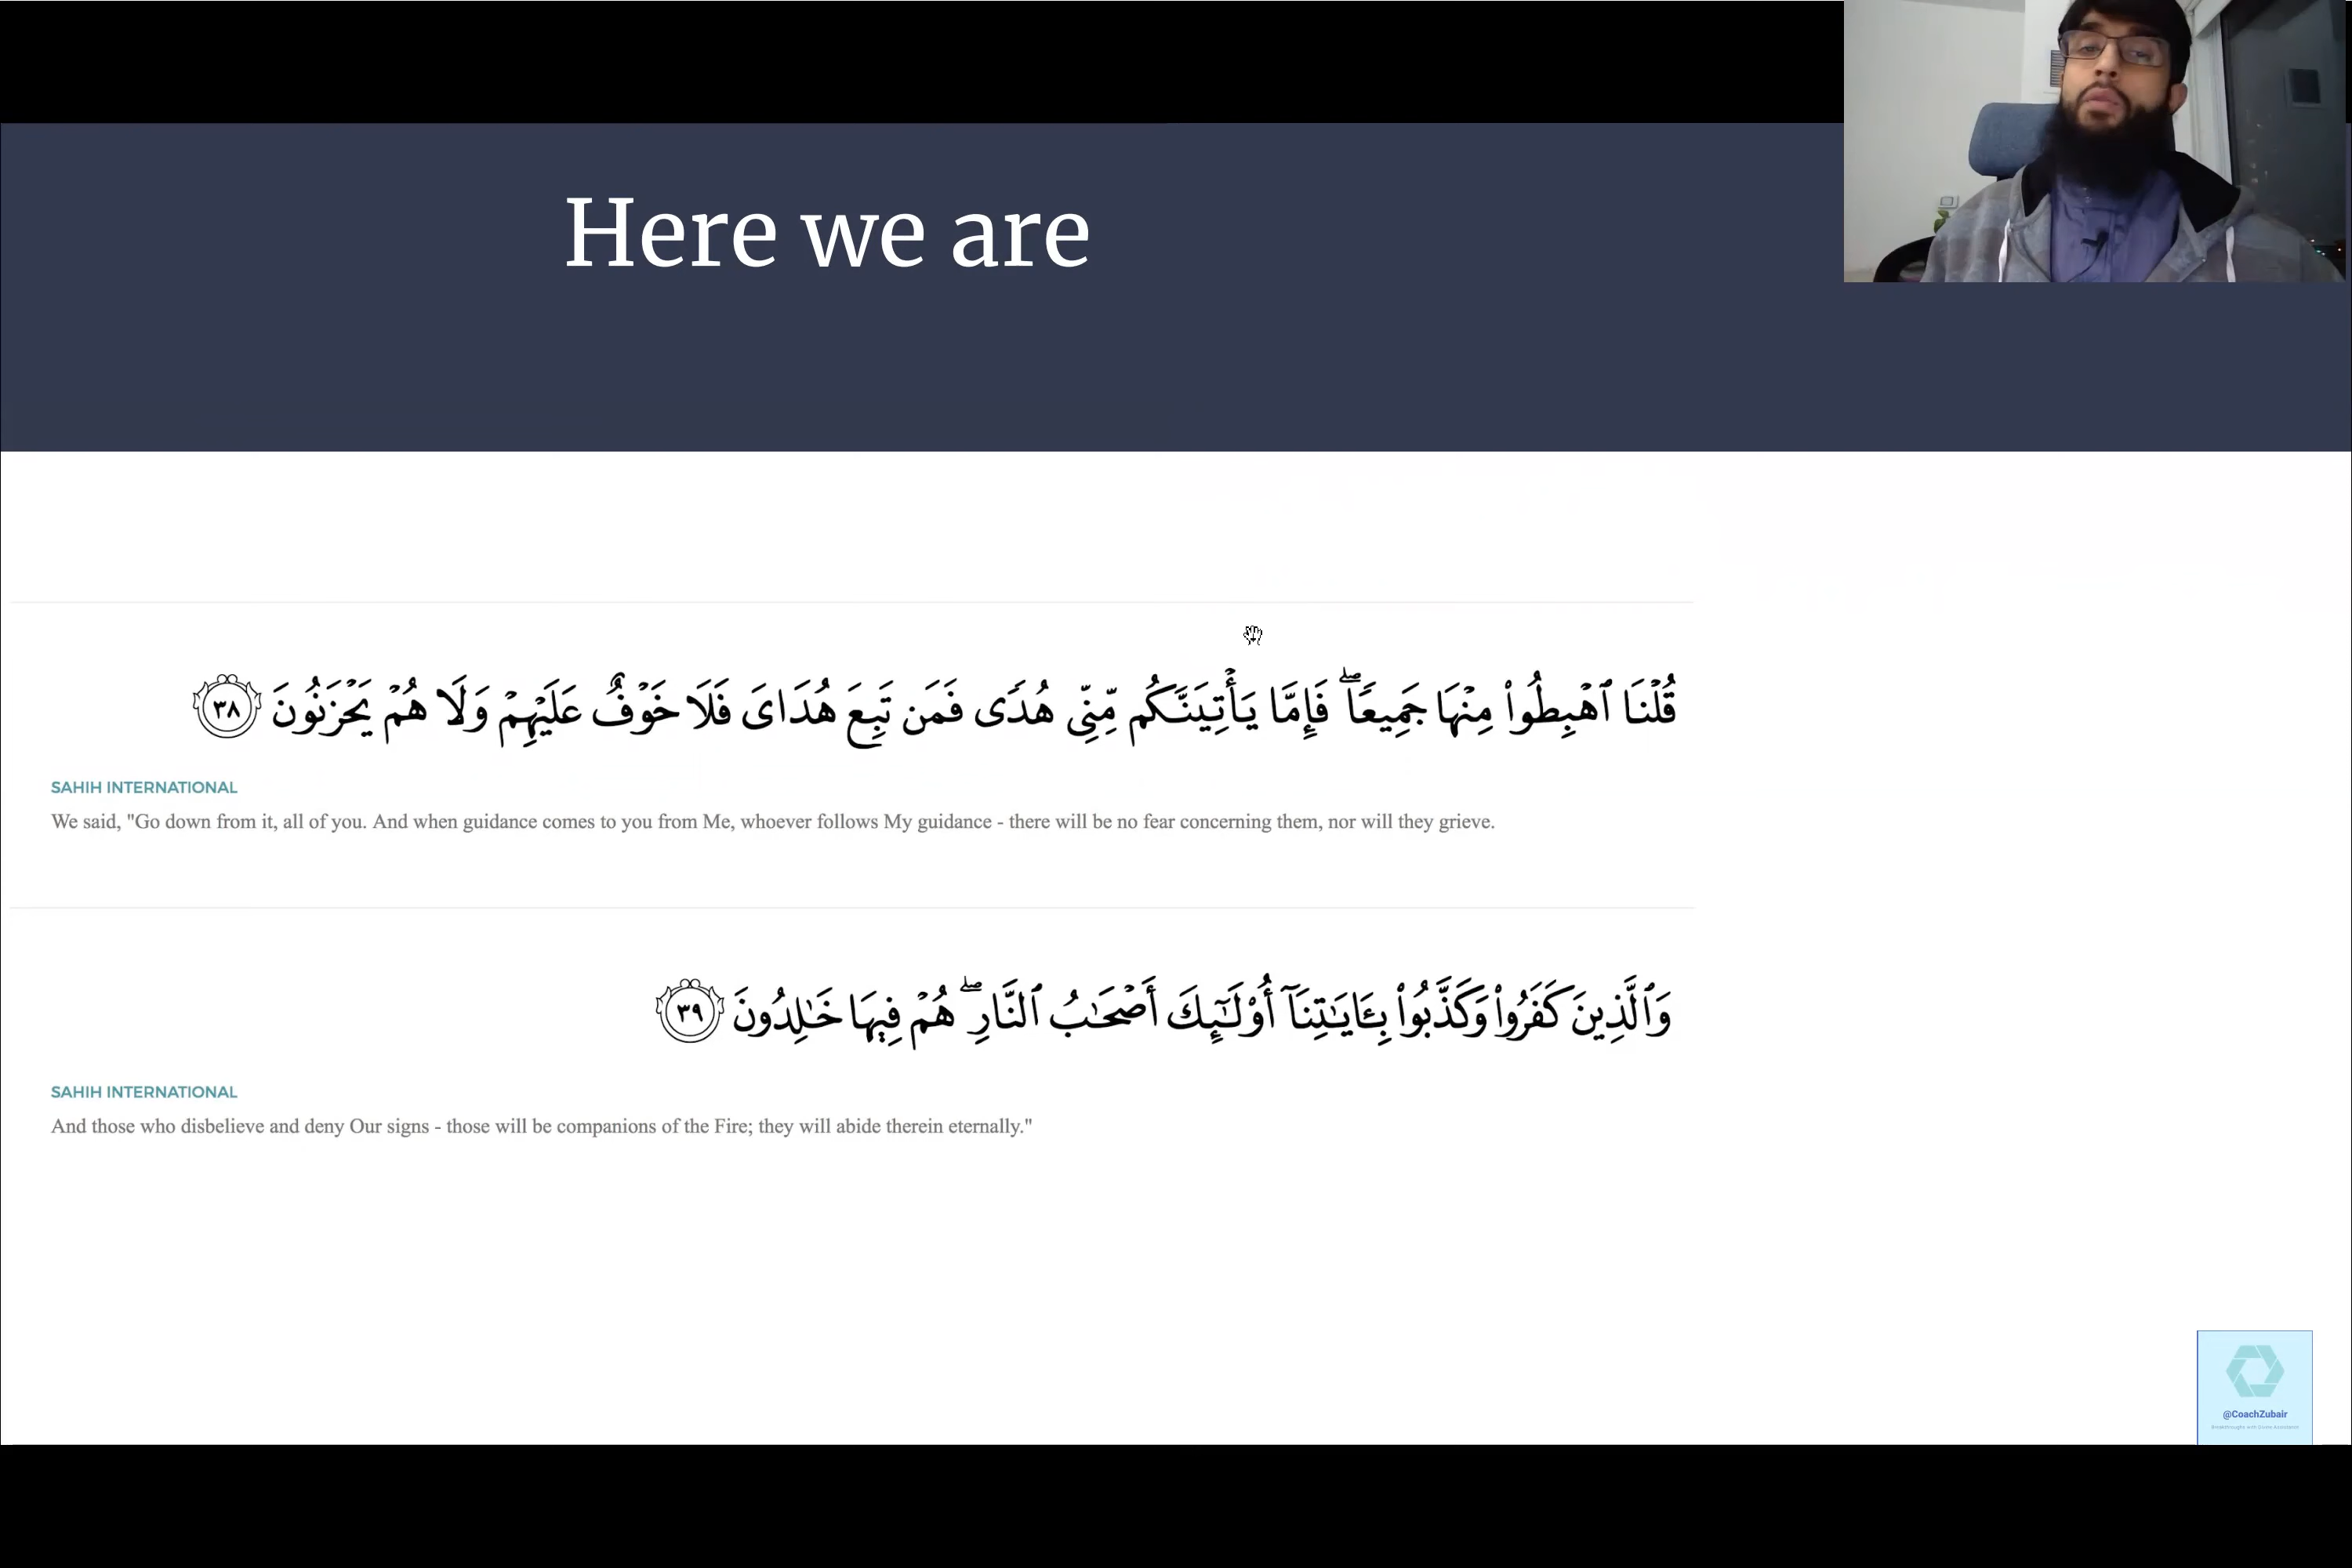 Here we are
قُلْنَا ٱهْبِطُوا۟ مِنْهَا جَمِيعًا ۖ فَإِمَّا يَأْتِيَنَّكُم مِّنِّى هُدًى فَمَن تَبِعَ هُدَاىَ فَلَا خَوْفٌ عَلَيْهِمْ وَلَا هُمْ يَحْزَنُونَ ٣٨
SAHIH INTERNATIONAL
We said, "Go down from it, all of you. And when guidance comes to you from Me, whoever follows My guidance - there will be no fear concerning them, nor will they grieve.
وَٱلَّذِينَ كَفَرُوا۟ وَكَذَّبُوا۟ بِـَٔايَـٰتِنَآ أُو۟لَـٰٓئِكَ أَصْحَـٰبُ ٱلنَّارِ ۖ هُمْ فِيهَا خَـٰلِدُونَ ٣٩
SAHIH INTERNATIONAL
And those who disbelieve and deny Our signs - those will be companions of the Fire; they will abide therein eternally."
@CoachZubair
Breakthroughs with Divine Assistance